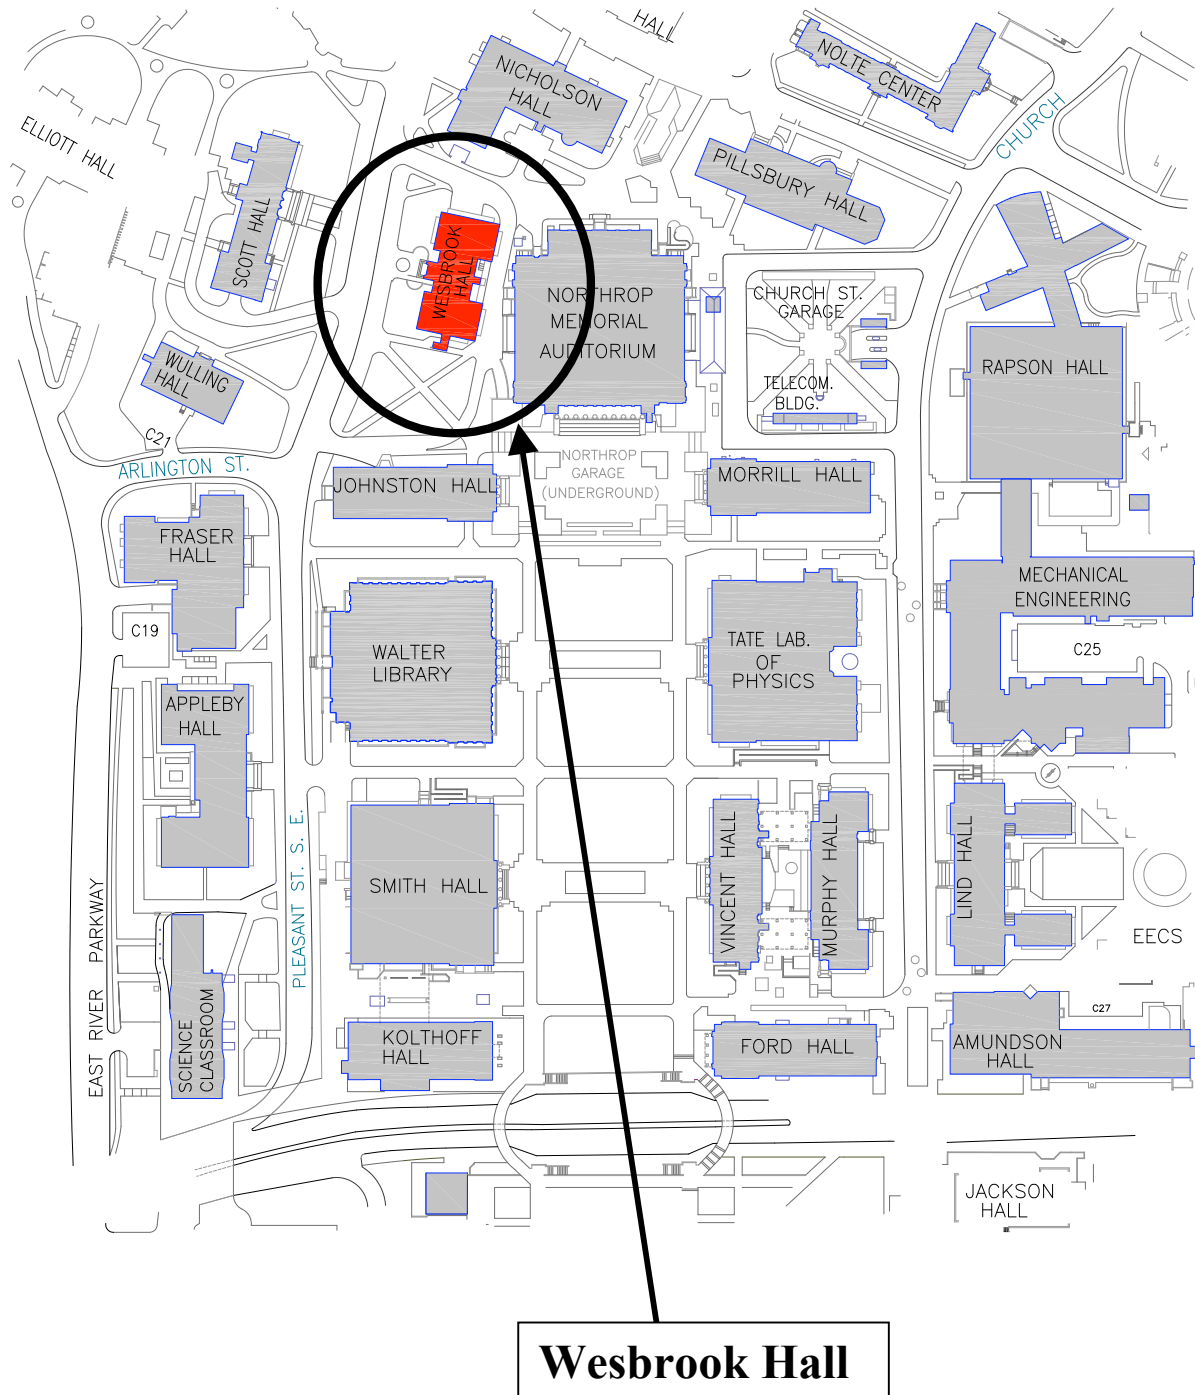 HALL
NICHOLSON
HALL
NOLTE CENTER
CHURCH
ELLIOTT HALL
SCOTT HALL
PILLSBURY HALL
WESBROOK
HALL
NORTHROP
MEMORIAL
AUDITORIUM
CHURCH ST.
GARAGE
TELECOM.
BLDG.
RAPSON HALL
WULLING
HALL
C21
ARLINGTON ST.
JOHNSTON HALL
NORTHROP
GARAGE
(UNDERGROUND)
MORRILL HALL
FRASER
HALL
C19
WALTER
LIBRARY
TATE LAB.
OF
PHYSICS
MECHANICAL
ENGINEERING
C25
APPLEBY
HALL
PLEASANT ST. S. E.
EAST RIVER PARKWAY
SMITH HALL
VINCENT HALL
MURPHY HALL
LIND HALL
EECS
SCIENCE
CLASSROOM
KOLTHOFF
HALL
FORD HALL
C27
AMUNDSON
HALL
JACKSON
HALL
Wesbrook Hall